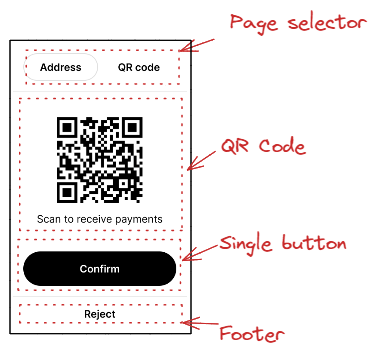 Page selector
Address QR code
QR Code
Scan to receive payments
Single button
Confirm
Reject
Footer